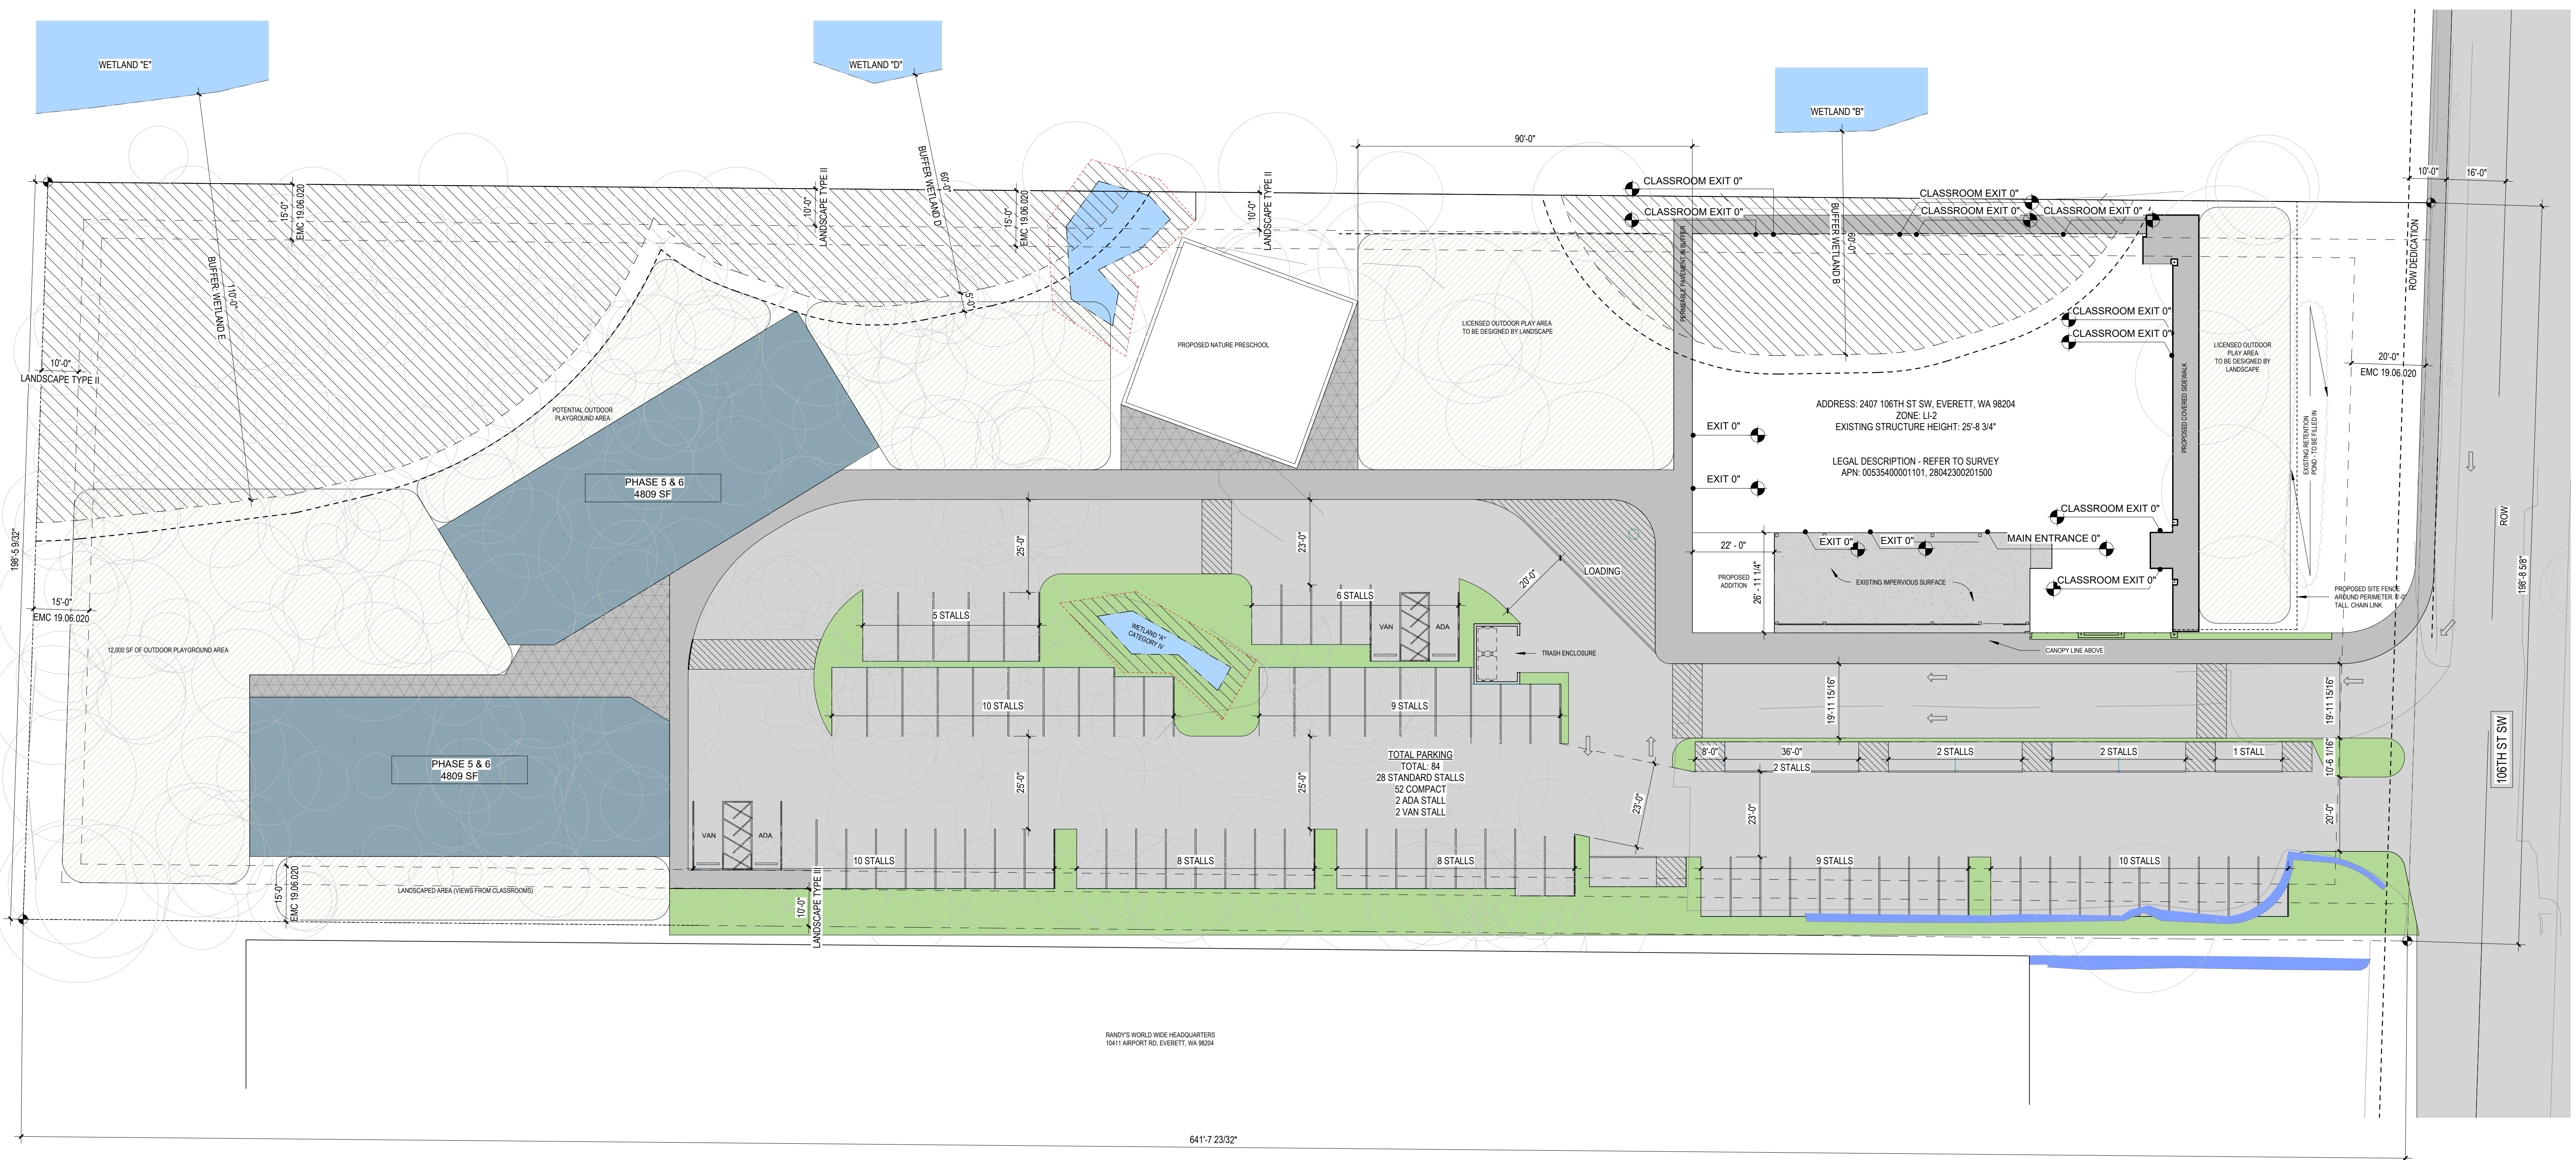 WETLAND "E"
WETLAND "D"
WETLAND "B"
DITCH
90'-0"
10'-0"
16'-0"
15'-0"
EMC 19.06.020
10'-0"
LANDSCAPE TYPE II
BUFFER WETLAND D
60'-0"
15'-0"
EMC 19.06.020
10'-0"
LANDSCAPE TYPE II
CLASSROOM EXIT 0"
CLASSROOM EXIT 0"
CLASSROOM EXIT 0"
CLASSROOM EXIT 0"
CLASSROOM EXIT 0"
BUFFER: WETLAND E
110'-0"
5'-0"
PERMEABLE PAVEMENT IN BUFFER
BUFFER WETLAND B
60'-0"
ROW DEDICATION
10'-0"
LANDSCAPE TYPE II
PROPOSED NATURE PRESCHOOL
LICENSED OUTDOOR PLAY AREA
TO BE DESIGNED BY LANDSCAPE
CLASSROOM EXIT 0"
CLASSROOM EXIT 0"
PROPOSED COVERED SIDEWALK
LICENSED OUTDOOR
PLAY AREA
TO BE DESIGNED BY
LANDSCAPE
20'-0"
EMC 19.06.020
DITCH
POTENTIAL OUTDOOR
PLAYGROUND AREA
ADDRESS: 2407 106TH ST SW, EVERETT, WA 98204
ZONE: LI-2
EXISTING STRUCTURE HEIGHT: 25'-8 3/4"
LEGAL DESCRIPTION - REFER TO SURVEY
APN: 00535400001101, 28042300201500
EXIT 0"
EXIT 0"
EXISTING RETENTION
POND - TO BE FILLED IN
PHASE 5 & 6
4809 SF
ROW
198'-5 9/32"
25'-0"
23'-0"
CLASSROOM EXIT 0"
22' - 0"
EXIT 0"
EXIT 0"
MAIN ENTRANCE 0"
20'-0"
LOADING
PROPOSED
ADDITION
26' - 11 1/4"
EXISTING IMPERVIOUS SURFACE
CLASSROOM EXIT 0"
PROPOSED SITE FENCE
AROUND PERIMETER. 6'-0"
TALL. CHAIN LINK.
198'-8 5/8"
15'-0"
EMC 19.06.020
5 STALLS
6 STALLS
VAN
ADA
WETLAND "A"
CATEGORY IV
12,000 SF OF OUTDOOR PLAYGROUND AREA
TRASH ENCLOSURE
CANOPY LINE ABOVE
10 STALLS
9 STALLS
19'-11 15/16"
19'-11 15/16"
PHASE 5 & 6
4809 SF
25'-0"
25'-0"
TOTAL PARKING
TOTAL: 84
28 STANDARD STALLS
52 COMPACT
2 ADA STALL
2 VAN STALL
8'-0"
36'-0"
2 STALLS
2 STALLS
2 STALLS
1 STALL
10'-6 1/16"
106TH ST SW
23'-0"
23'-0"
20'-0"
VAN
ADA
10 STALLS
8 STALLS
8 STALLS
9 STALLS
10 STALLS
15'-0"
EMC 19.06.020
LANDSCAPED AREA (VIEWS FROM CLASSROOMS)
10'-0"
LANDSCAPE TYPE III
RANDY'S WORLD WIDE HEADQUARTERS
10411 AIRPORT RD, EVERETT, WA 98204
641'-7 23/32"